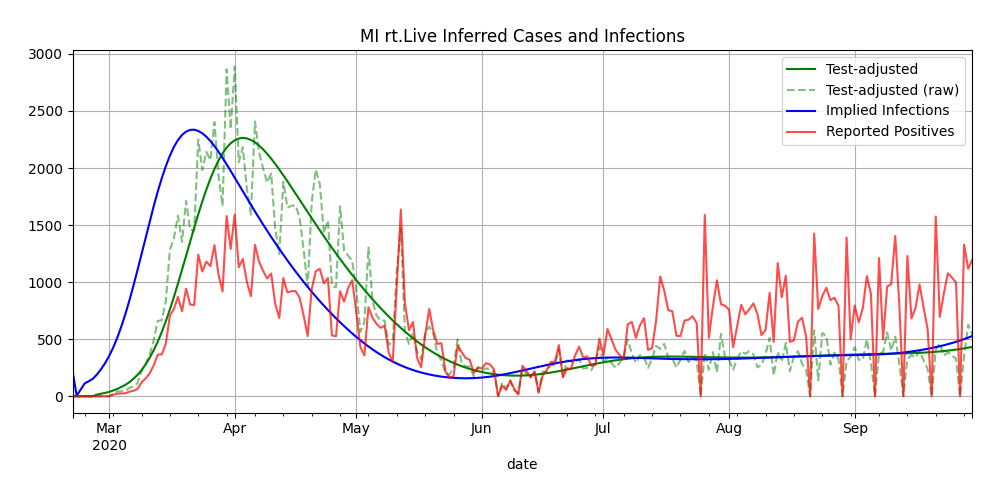 MI rt.Live Inferred Cases and Infections
3000
2500
2000
1500
1000
500
0
Test-adjusted
Test-adjusted (raw)
Implied Infections
Reported Positives
Mar Apr May Jun Jul Aug Sep
2020
date